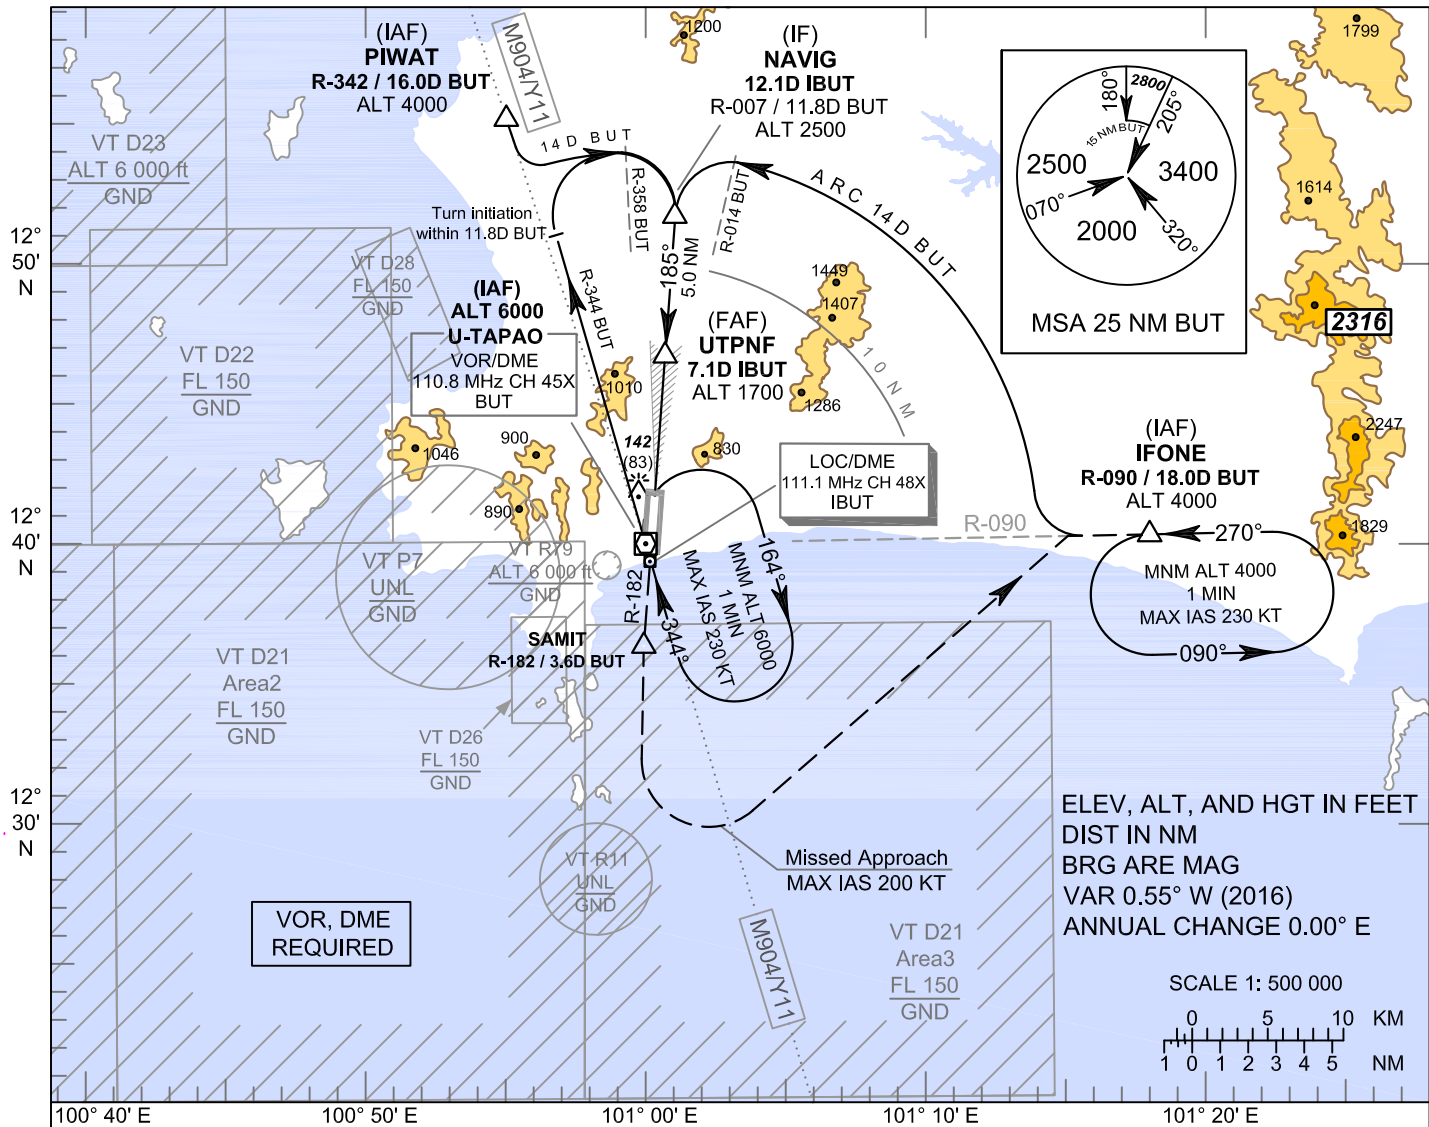 (IAF)
PIWAT
R-342 / 16.0D BUT
ALT 4000
M904/Y11
1200
(IF)
NAVIG
12.1D IBUT
R-007 / 11.8D BUT
ALT 2500
1799
180°
2800
205°
15 NM BUT
2500
3400
070°
2000
320°
MSA 25 NM BUT
VT D23
ALT 6 000 ft
GND
14D BUT
R-358 BUT
R-014 BUT
ARC 14D BUT
1614
Turn initiation
within 11.8D BUT
12°
50'
N
VT D28
FL 150
GND
R-344 BUT
185°
5.0 NM
1449
1407
10 NM
2316
(IAF)
ALT 6000
U-TAPAO
VOR/DME
110.8 MHz CH 45X
BUT
(FAF)
UTPNF
7.1D IBUT
ALT 1700
VT D22
FL 150
GND
1010
1286
1046
900
142
(83)
830
2247
(IAF)
IFONE
R-090 / 18.0D BUT
ALT 4000
LOC/DME
111.1 MHz CH 48X
IBUT
890
R-090
270°
1829
12°
40'
N
VT P7
UNL
GND
VT R79
ALT 6 000 ft
GND
R-182
164°
MNM ALT 6000
1 MIN
MAX IAS 230 KT
344°
MNM ALT 4000
1 MIN
MAX IAS 230 KT
090°
SAMIT
R-182 / 3.6D BUT
VT D21
Area2
FL 150
GND
VT D26
FL 150
GND
12°
30'
N
ELEV, ALT, AND HGT IN FEET
DIST IN NM
BRG ARE MAG
VAR 0.55° W (2016)
ANNUAL CHANGE 0.00° E
Missed Approach
MAX IAS 200 KT
VT R11
UNL
GND
VOR, DME
REQUIRED
M904/Y11
VT D21
Area3
FL 150
GND
SCALE 1: 500 000
0 5 10 KM
1 0 1 2 3 4 5 NM
100° 40' E
100° 50' E
101° 00' E
101° 10' E
101° 20' E